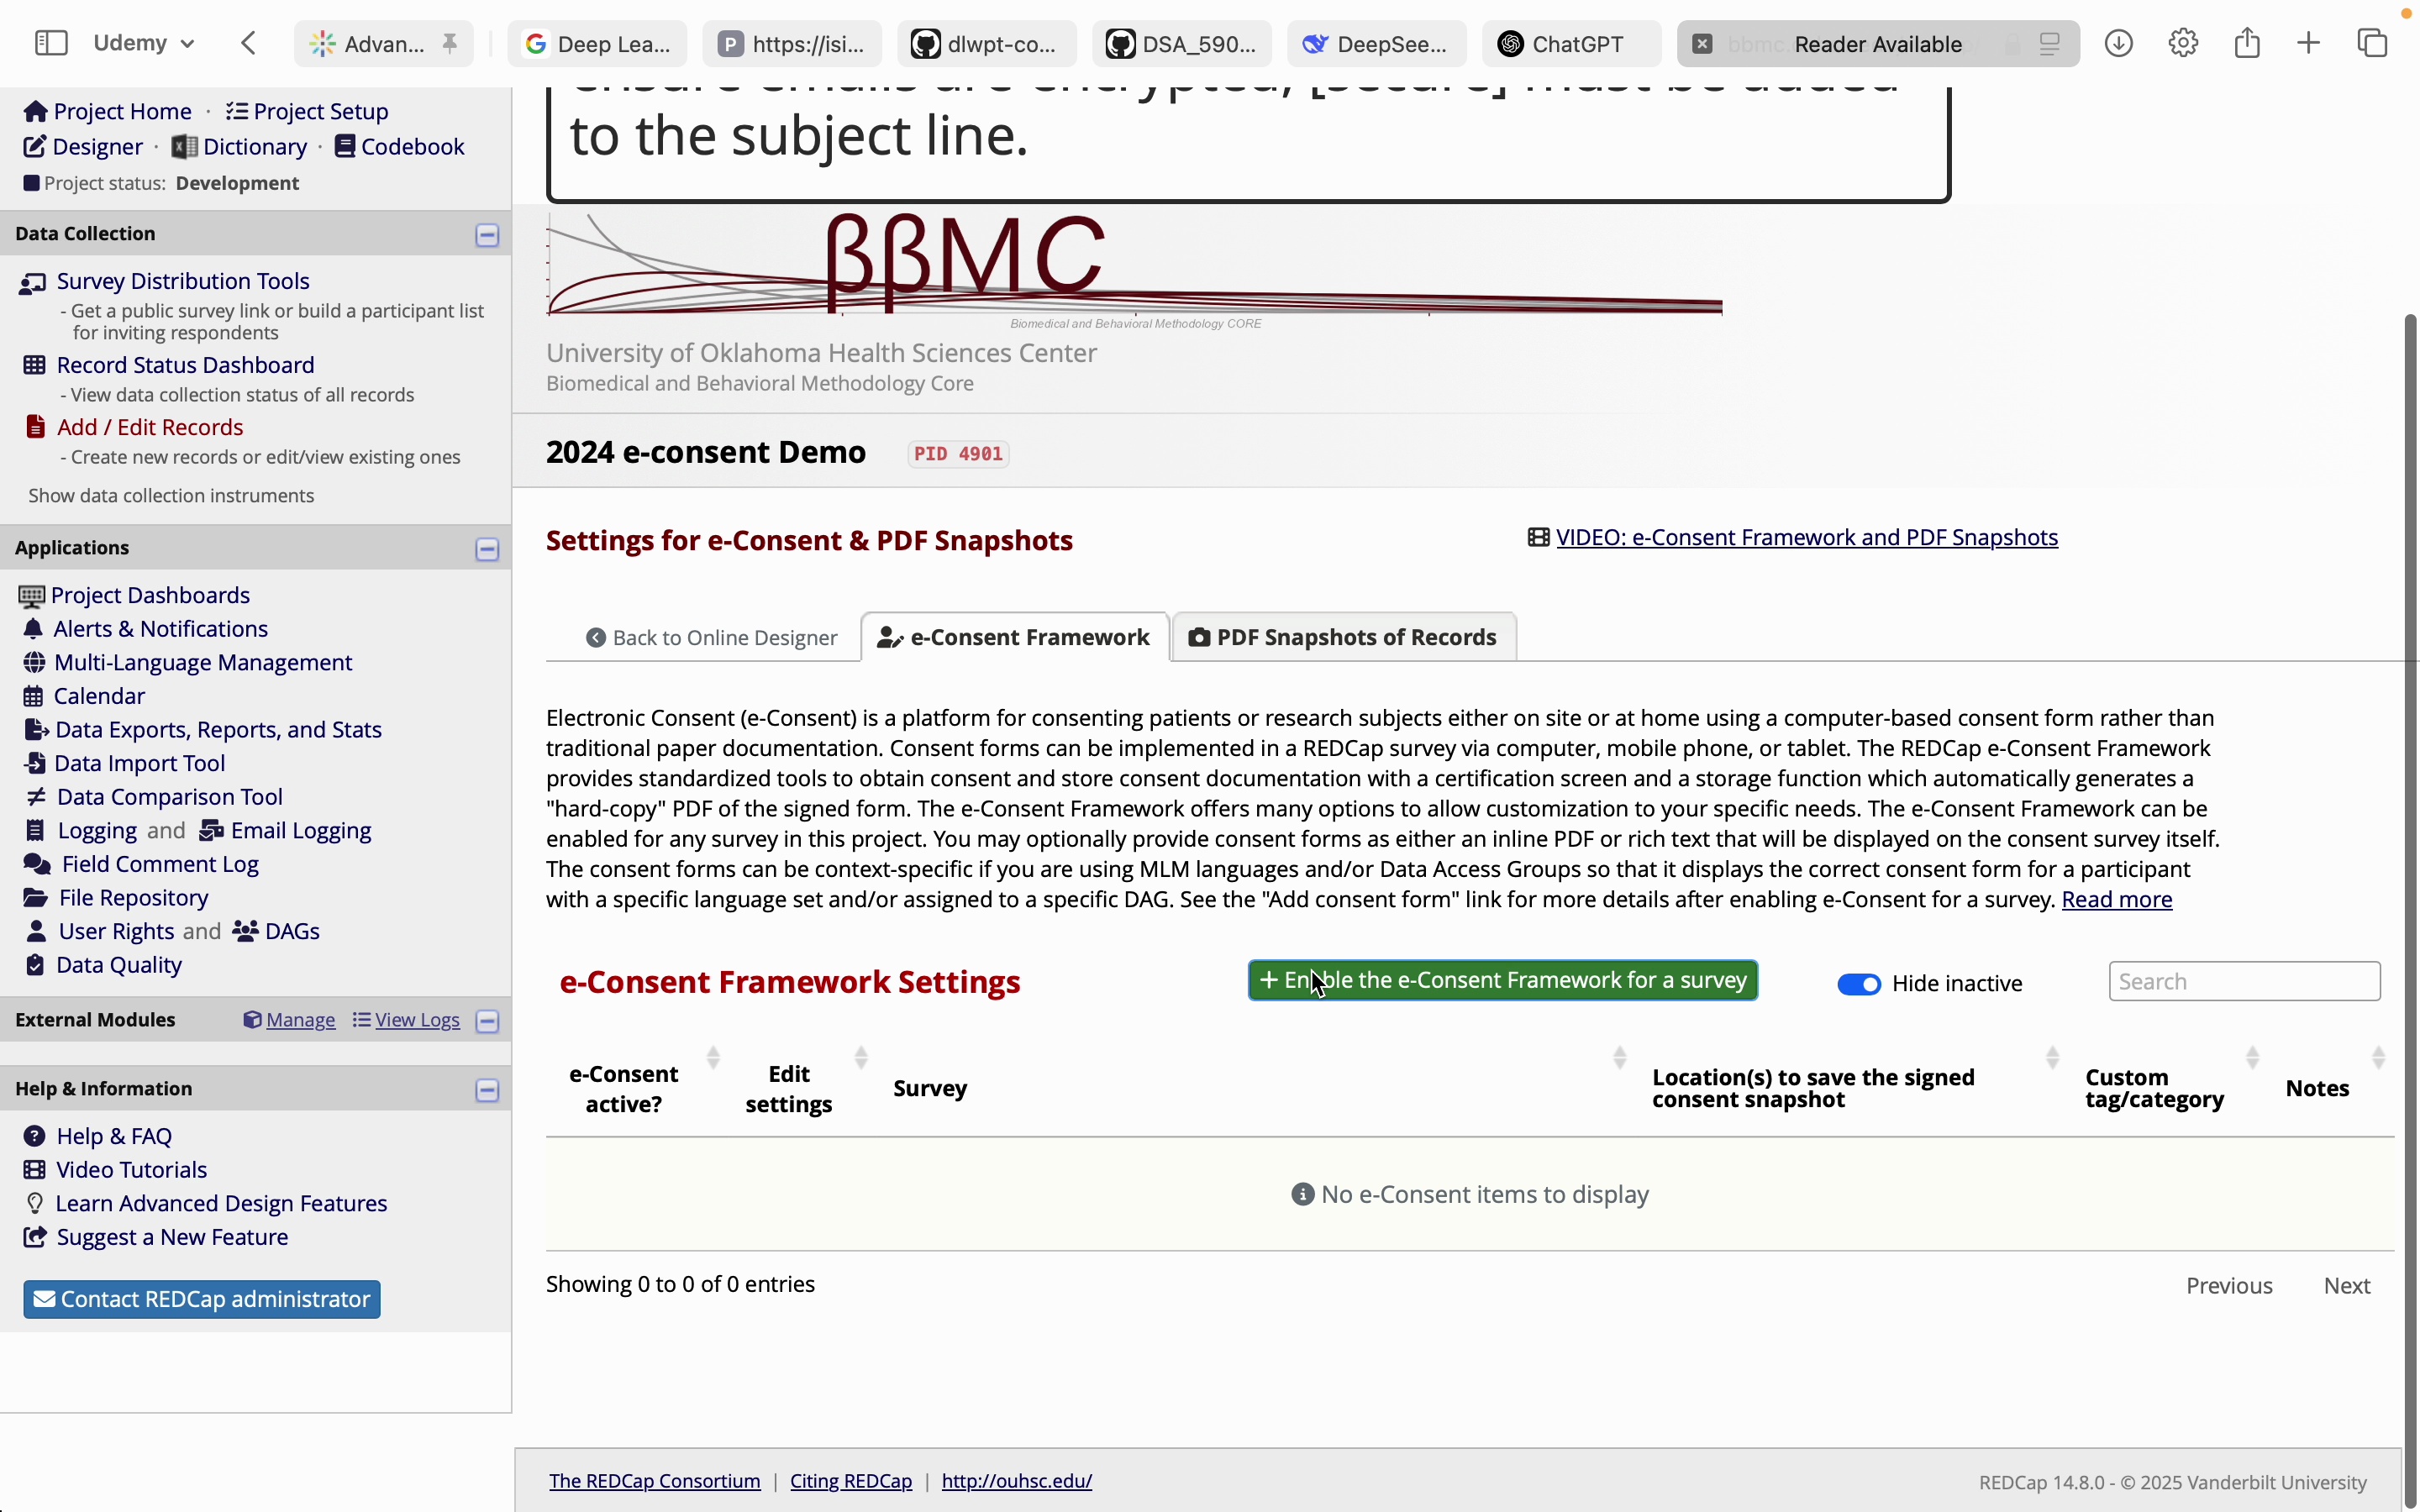 Udemy
Advan...
Deep Lea...
P https://isi...
dlwpt-co...
DSA_590...
DeepSee...
ChatGPT
Reader Available
Project Home · Project Setup
Designer · Dictionary · Codebook
Project status: Development
Data Collection
Survey Distribution Tools
- Get a public survey link or build a participant list
for inviting respondents
Record Status Dashboard
- View data collection status of all records
Add / Edit Records
- Create new records or edit/view existing ones
Show data collection instruments
Applications
Project Dashboards
Alerts & Notifications
Multi-Language Management
Calendar
Data Exports, Reports, and Stats
Data Import Tool
Data Comparison Tool
Logging and Email Logging
Field Comment Log
File Repository
User Rights and DAGs
Data Quality
External Modules Manage View Logs
Help & Information
Help & FAQ
Video Tutorials
Learn Advanced Design Features
Suggest a New Feature
Contact REDCap administrator
ensure emails are encrypted, [secure] must be added
to the subject line.
ββMC
Biomedical and Behavioral Methodology CORE
University of Oklahoma Health Sciences Center
Biomedical and Behavioral Methodology Core
2024 e-consent Demo PID 4901
Settings for e-Consent & PDF Snapshots
VIDEO: e-Consent Framework and PDF Snapshots
Back to Online Designer
e-Consent Framework
PDF Snapshots of Records
Electronic Consent (e-Consent) is a platform for consenting patients or research subjects either on site or at home using a computer-based consent form rather than
traditional paper documentation. Consent forms can be implemented in a REDCap survey via computer, mobile phone, or tablet. The REDCap e-Consent Framework
provides standardized tools to obtain consent and store consent documentation with a certification screen and a storage function which automatically generates a
"hard-copy" PDF of the signed form. The e-Consent Framework offers many options to allow customization to your specific needs. The e-Consent Framework can be
enabled for any survey in this project. You may optionally provide consent forms as either an inline PDF or rich text that will be displayed on the consent survey itself.
The consent forms can be context-specific if you are using MLM languages and/or Data Access Groups so that it displays the correct consent form for a participant
with a specific language set and/or assigned to a specific DAG. See the "Add consent form" link for more details after enabling e-Consent for a survey. Read more
e-Consent Framework Settings
+ Enable the e-Consent Framework for a survey
Hide inactive
Search
e-Consent
active?
Edit
settings
Survey
Location(s) to save the signed
consent snapshot
Custom
tag/category
Notes
No e-Consent items to display
Showing 0 to 0 of 0 entries
Previous
Next
The REDCap Consortium | Citing REDCap | http://ouhsc.edu/
REDCap 14.8.0 - © 2025 Vanderbilt University